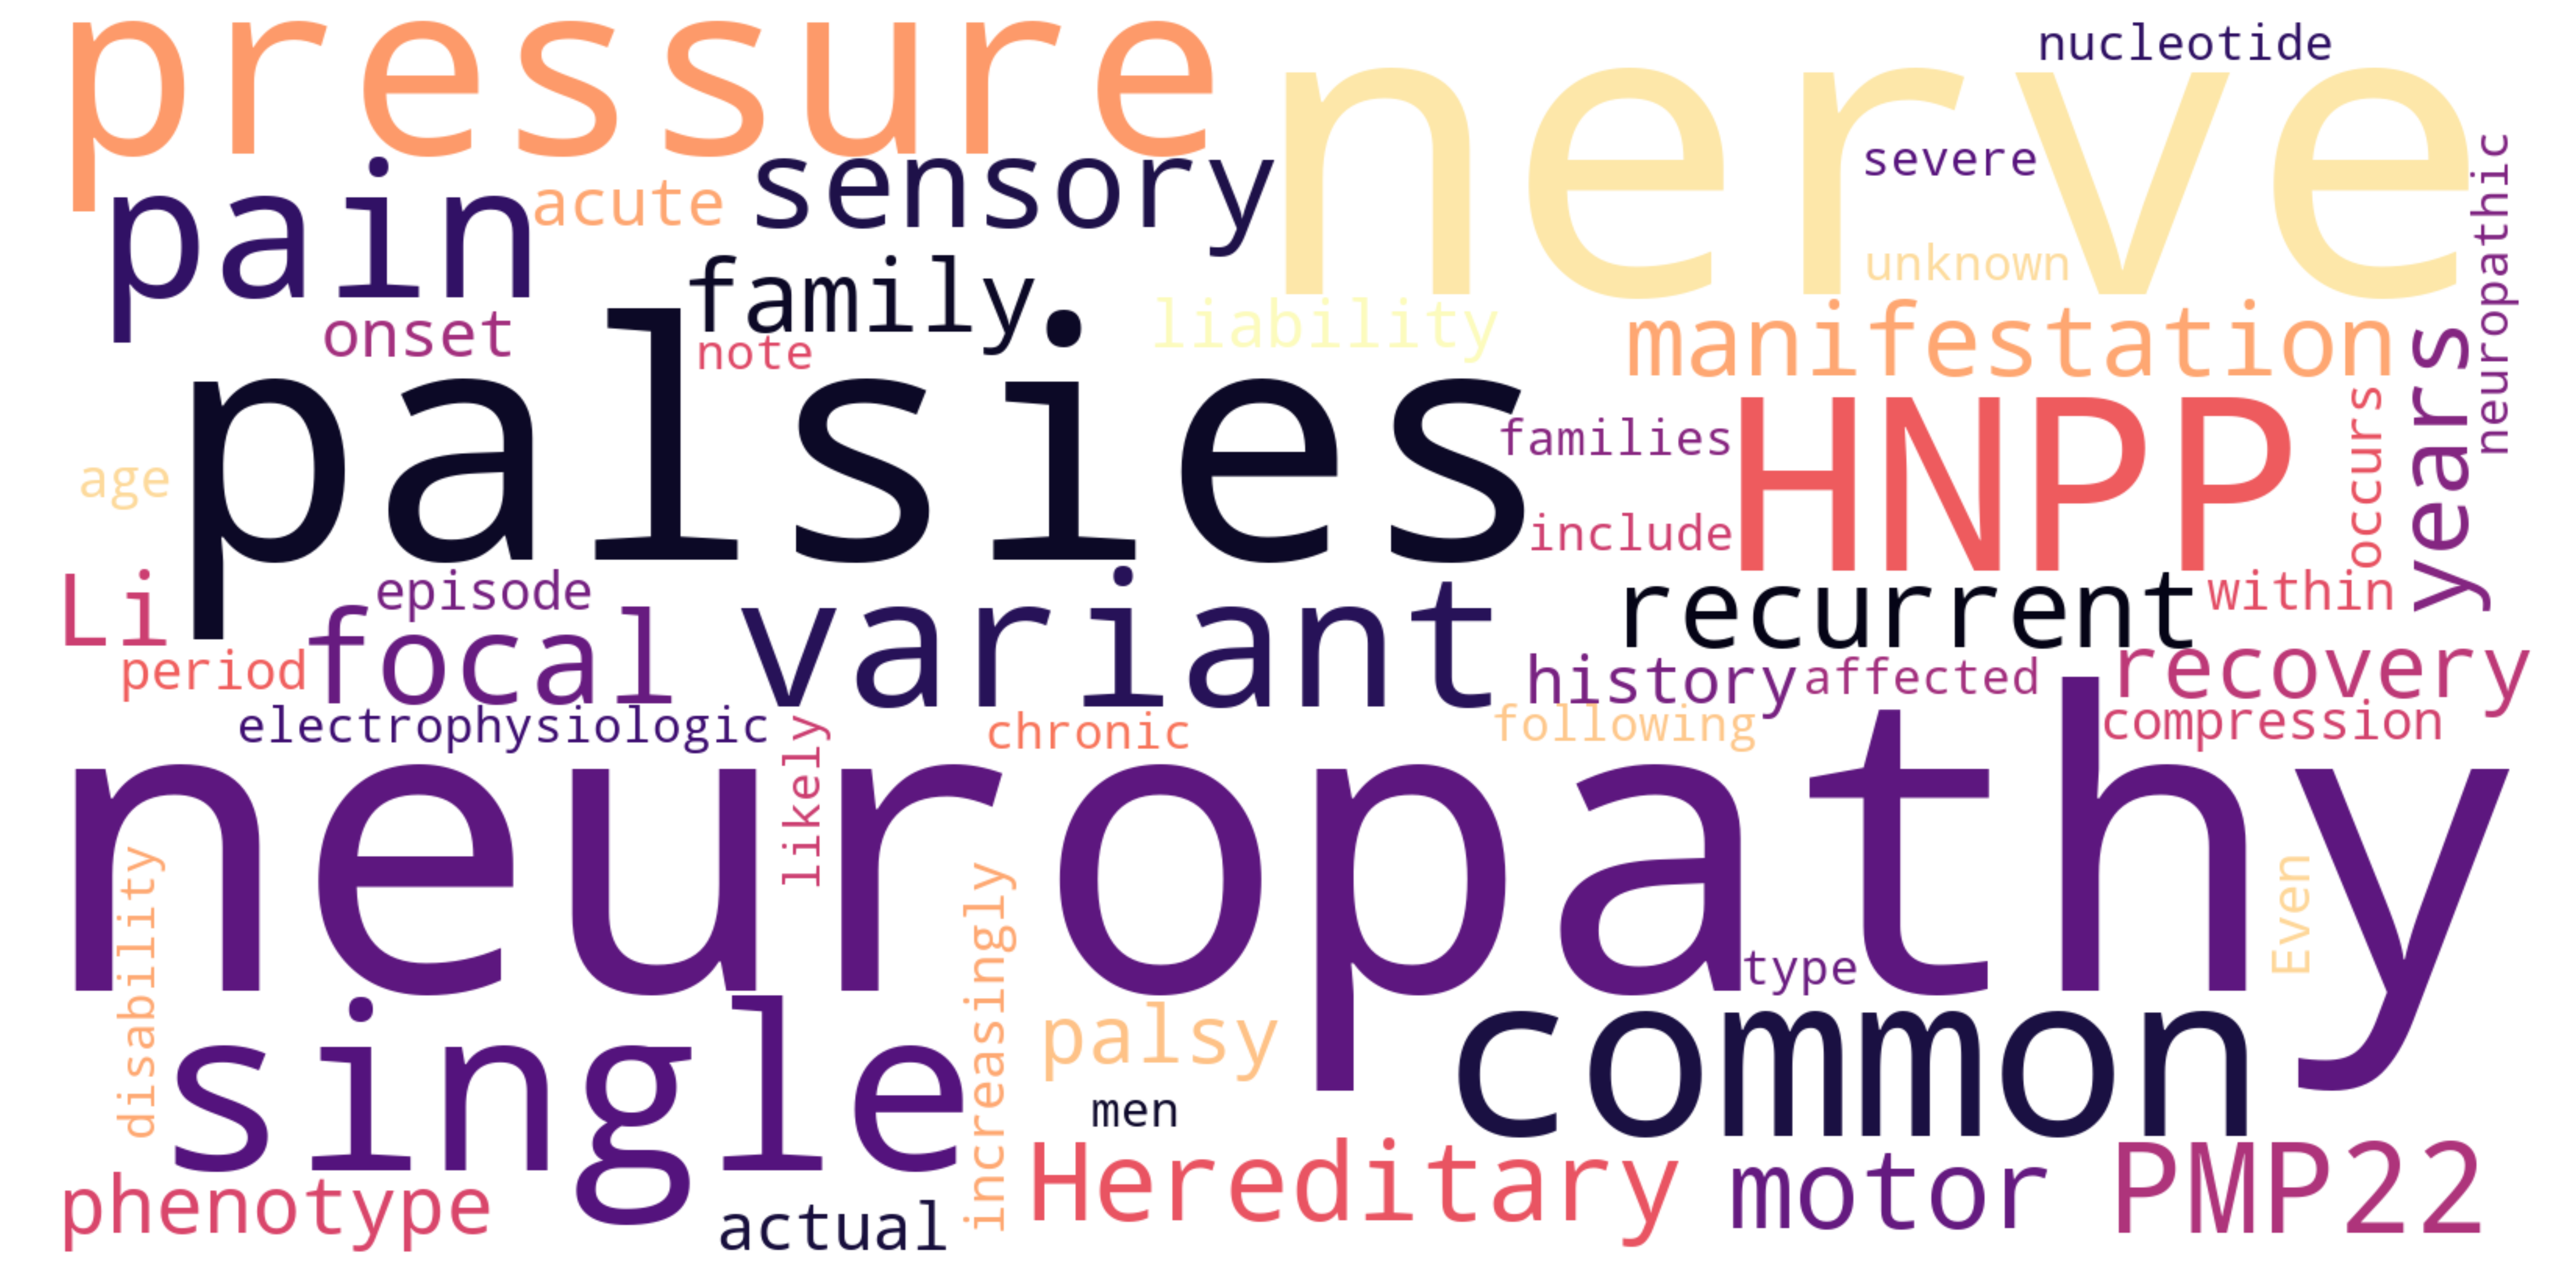 pressure
nucleotide
nerve
severe
neuropathic
pain
acute
sensory
unknown
family
liability
manifestation
onset
note
palsies
families
HNPP
occurs
years
age
include
Li
episode
recurrent
within
period
focal
variant
history
affected
recovery
electrophysiologic
likely
chronic
following
compression
neuropathy
disability
increasingly
type
Even
single
palsy
common
men
phenotype
actual
Hereditary
motor
PMP22